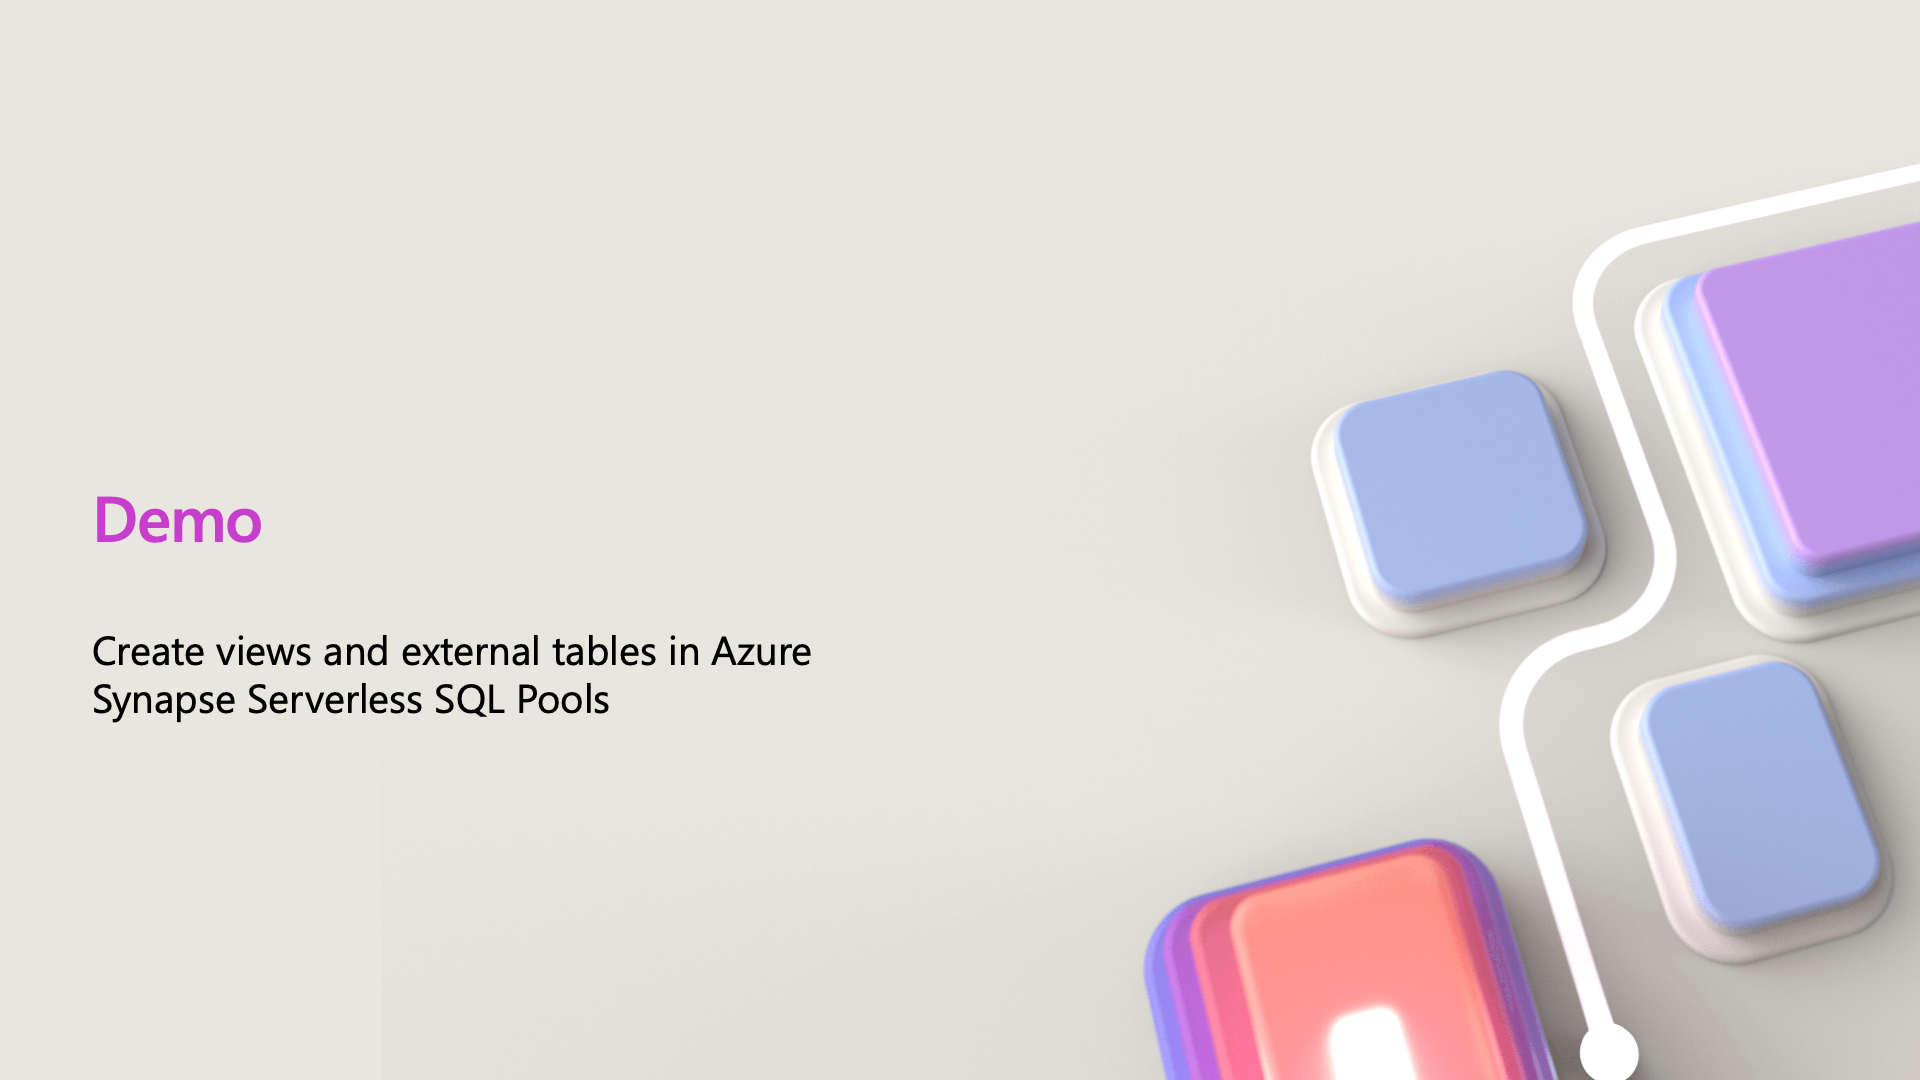 Demo
Create views and external tables in Azure
Synapse Serverless SQL Pools